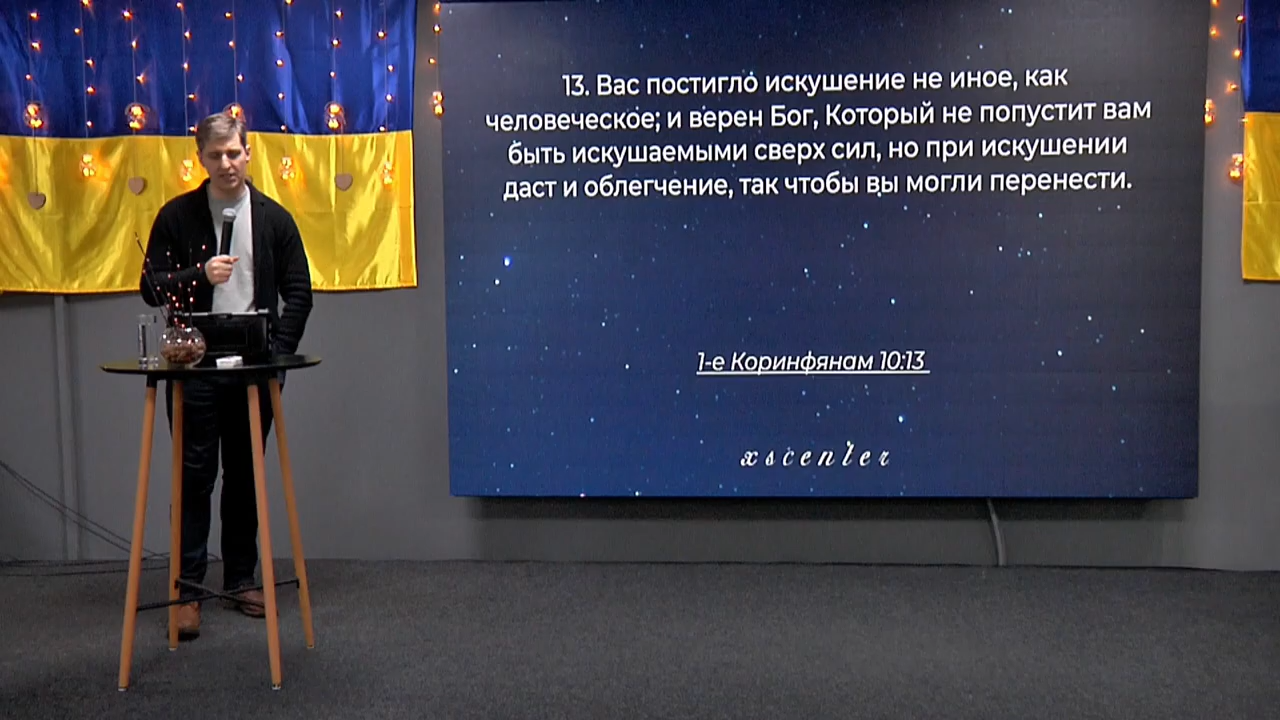 13. Вас постигло искушение не иное, как
человеческое; и верен Бог, Который не попустит вам
быть искушаемыми сверх сил, но при искушении
даст и облегчение, так чтобы вы могли перенести.
1-е Коринфянам 10:13
xscenter